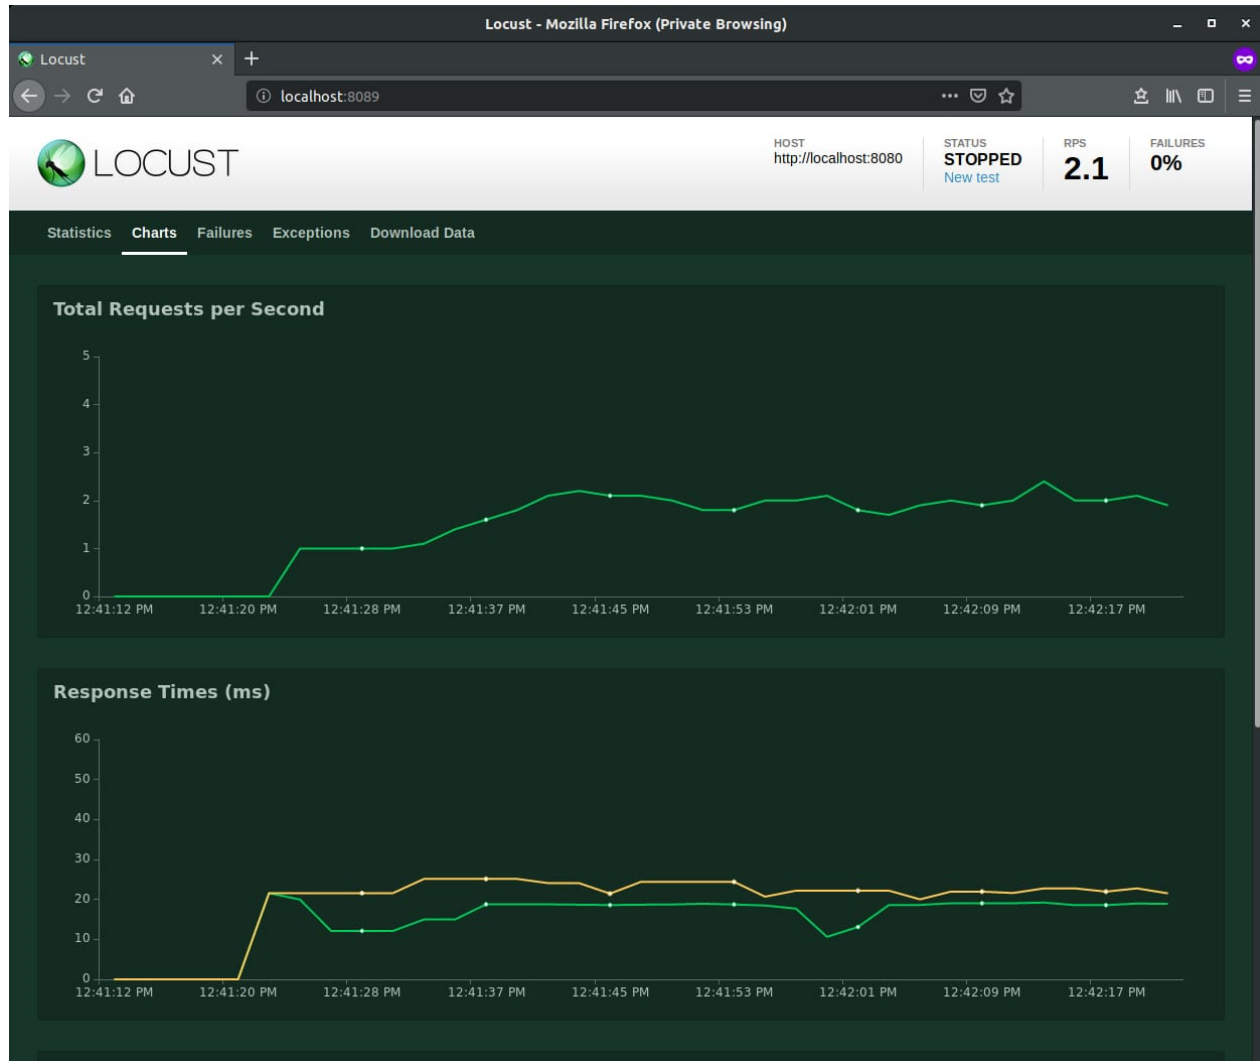 Locust - Mozilla Firefox (Private Browsing)
Locust
localhost:8089
LOCUST
HOST
http://localhost:8080
STATUS
STOPPED
New test
RPS
2.1
FAILURES
0%
Statistics Charts Failures Exceptions Download Data
Total Requests per Second
5
4
3
2
1
0
12:41:12 PM 12:41:20 PM 12:41:28 PM 12:41:37 PM 12:41:45 PM 12:41:53 PM 12:42:01 PM 12:42:09 PM 12:42:17 PM
Response Times (ms)
60
50
40
30
20
10
0
12:41:12 PM 12:41:20 PM 12:41:28 PM 12:41:37 PM 12:41:45 PM 12:41:53 PM 12:42:01 PM 12:42:09 PM 12:42:17 PM